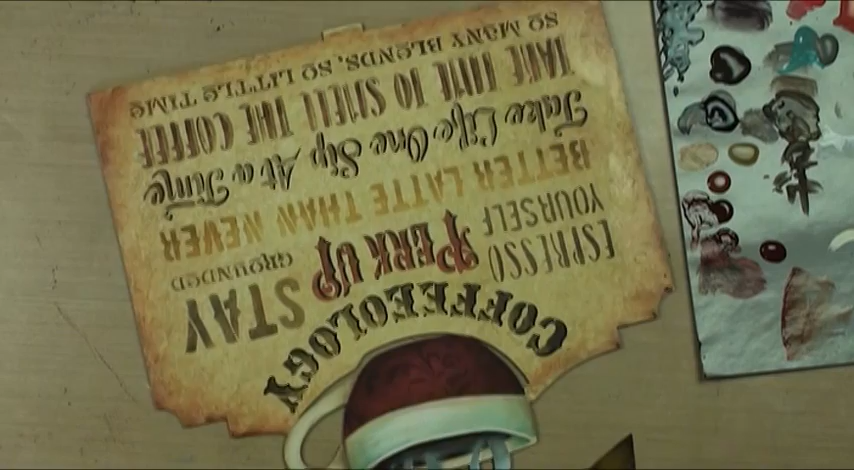 COFFEEOLOGY
ESPRESSO
YOURSELF
PERK UP
STAY
GROUNDED
BETTER LATTE THAN NEVER
Take Life One Sip At a Time
TAKE TIME TO SMELL THE COFFEE
SO MANY BLENDS, SO LITTLE TIME